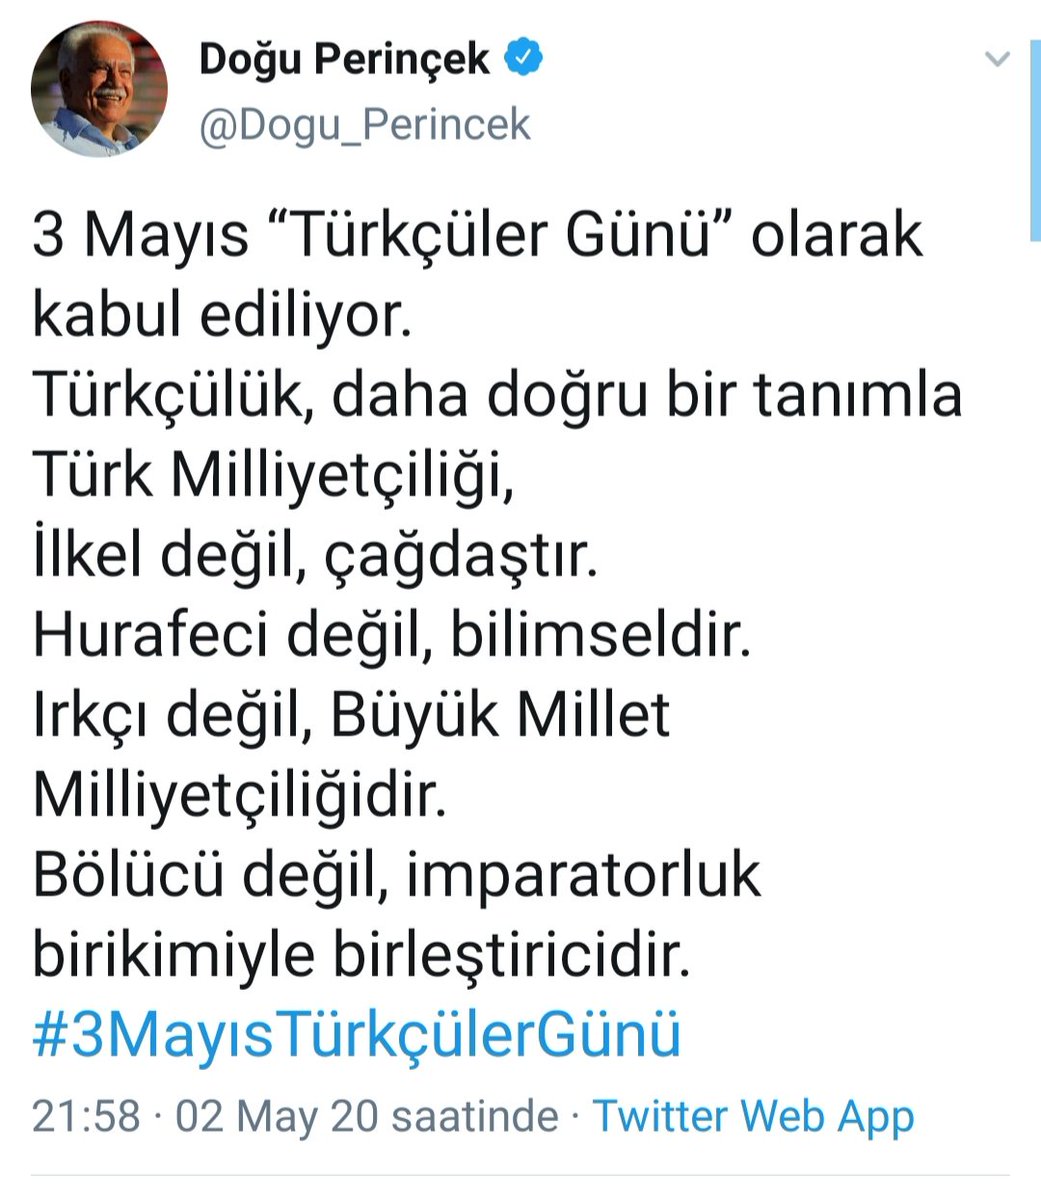 Doğu Perinçek
@Dogu_Perincek
3 Mayıs “Türkçüler Günü” olarak
kabul ediliyor.
Türkçülük, daha doğru bir tanımla
Türk Milliyetçiliği,
İlkel değil, çağdaştır.
Hurafeci değil, bilimseldir.
Irkçı değil, Büyük Millet
Milliyetçiliğidir.
Bölücü değil, imparatorluk
birikimiyle birleştiricidir.
#3MayısTürkçülerGünü
21:58 · 02 May 20 saatinde · Twitter Web App